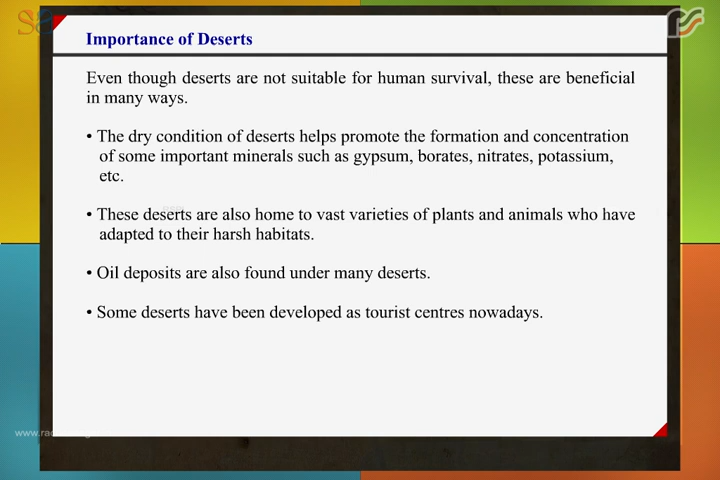 Importance of Deserts
Even though deserts are not suitable for human survival, these are beneficial
in many ways.
• The dry condition of deserts helps promote the formation and concentration
of some important minerals such as gypsum, borates, nitrates, potassium,
etc.
• These deserts are also home to vast varieties of plants and animals who have
adapted to their harsh habitats.
• Oil deposits are also found under many deserts.
• Some deserts have been developed as tourist centres nowadays.